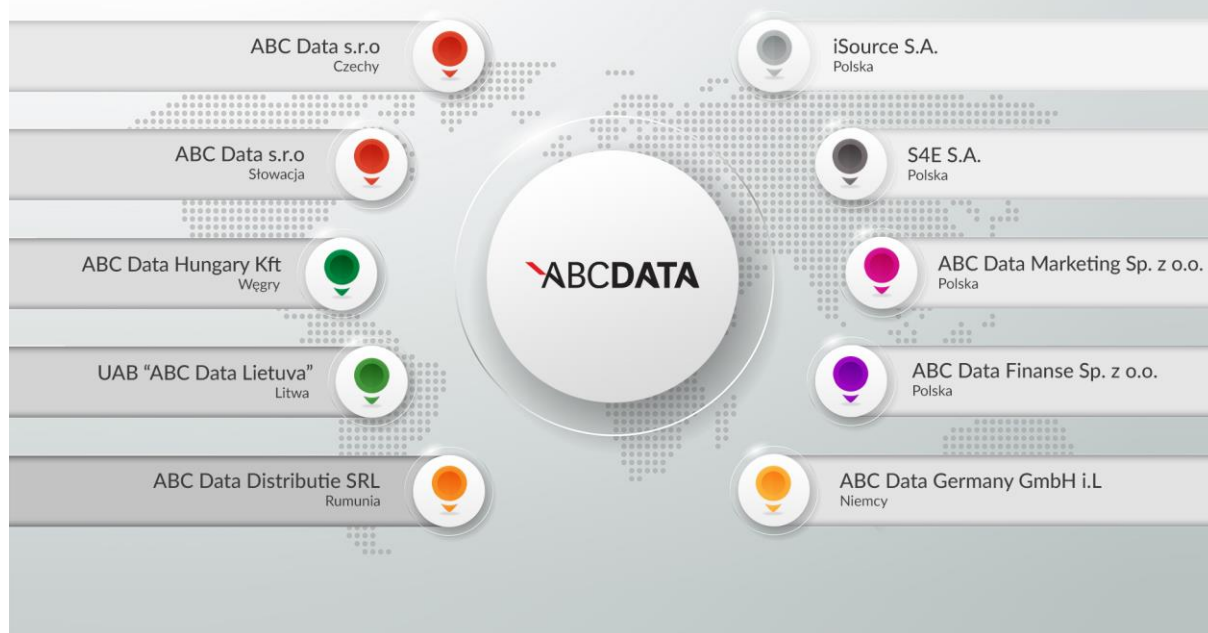 ABC Data s.r.o
Czechy
ABC Data s.r.o
Słowacja
ABC Data Hungary Kft
Węgry
UAB “ABC Data Lietuva”
Litwa
ABC Data Distributie SRL
Rumunia
ABCDATA
iSource S.A.
Polska
S4E S.A.
Polska
ABC Data Marketing Sp. z o.o.
Polska
ABC Data Finanse Sp. z o.o.
Polska
ABC Data Germany GmbH i.L
Niemcy